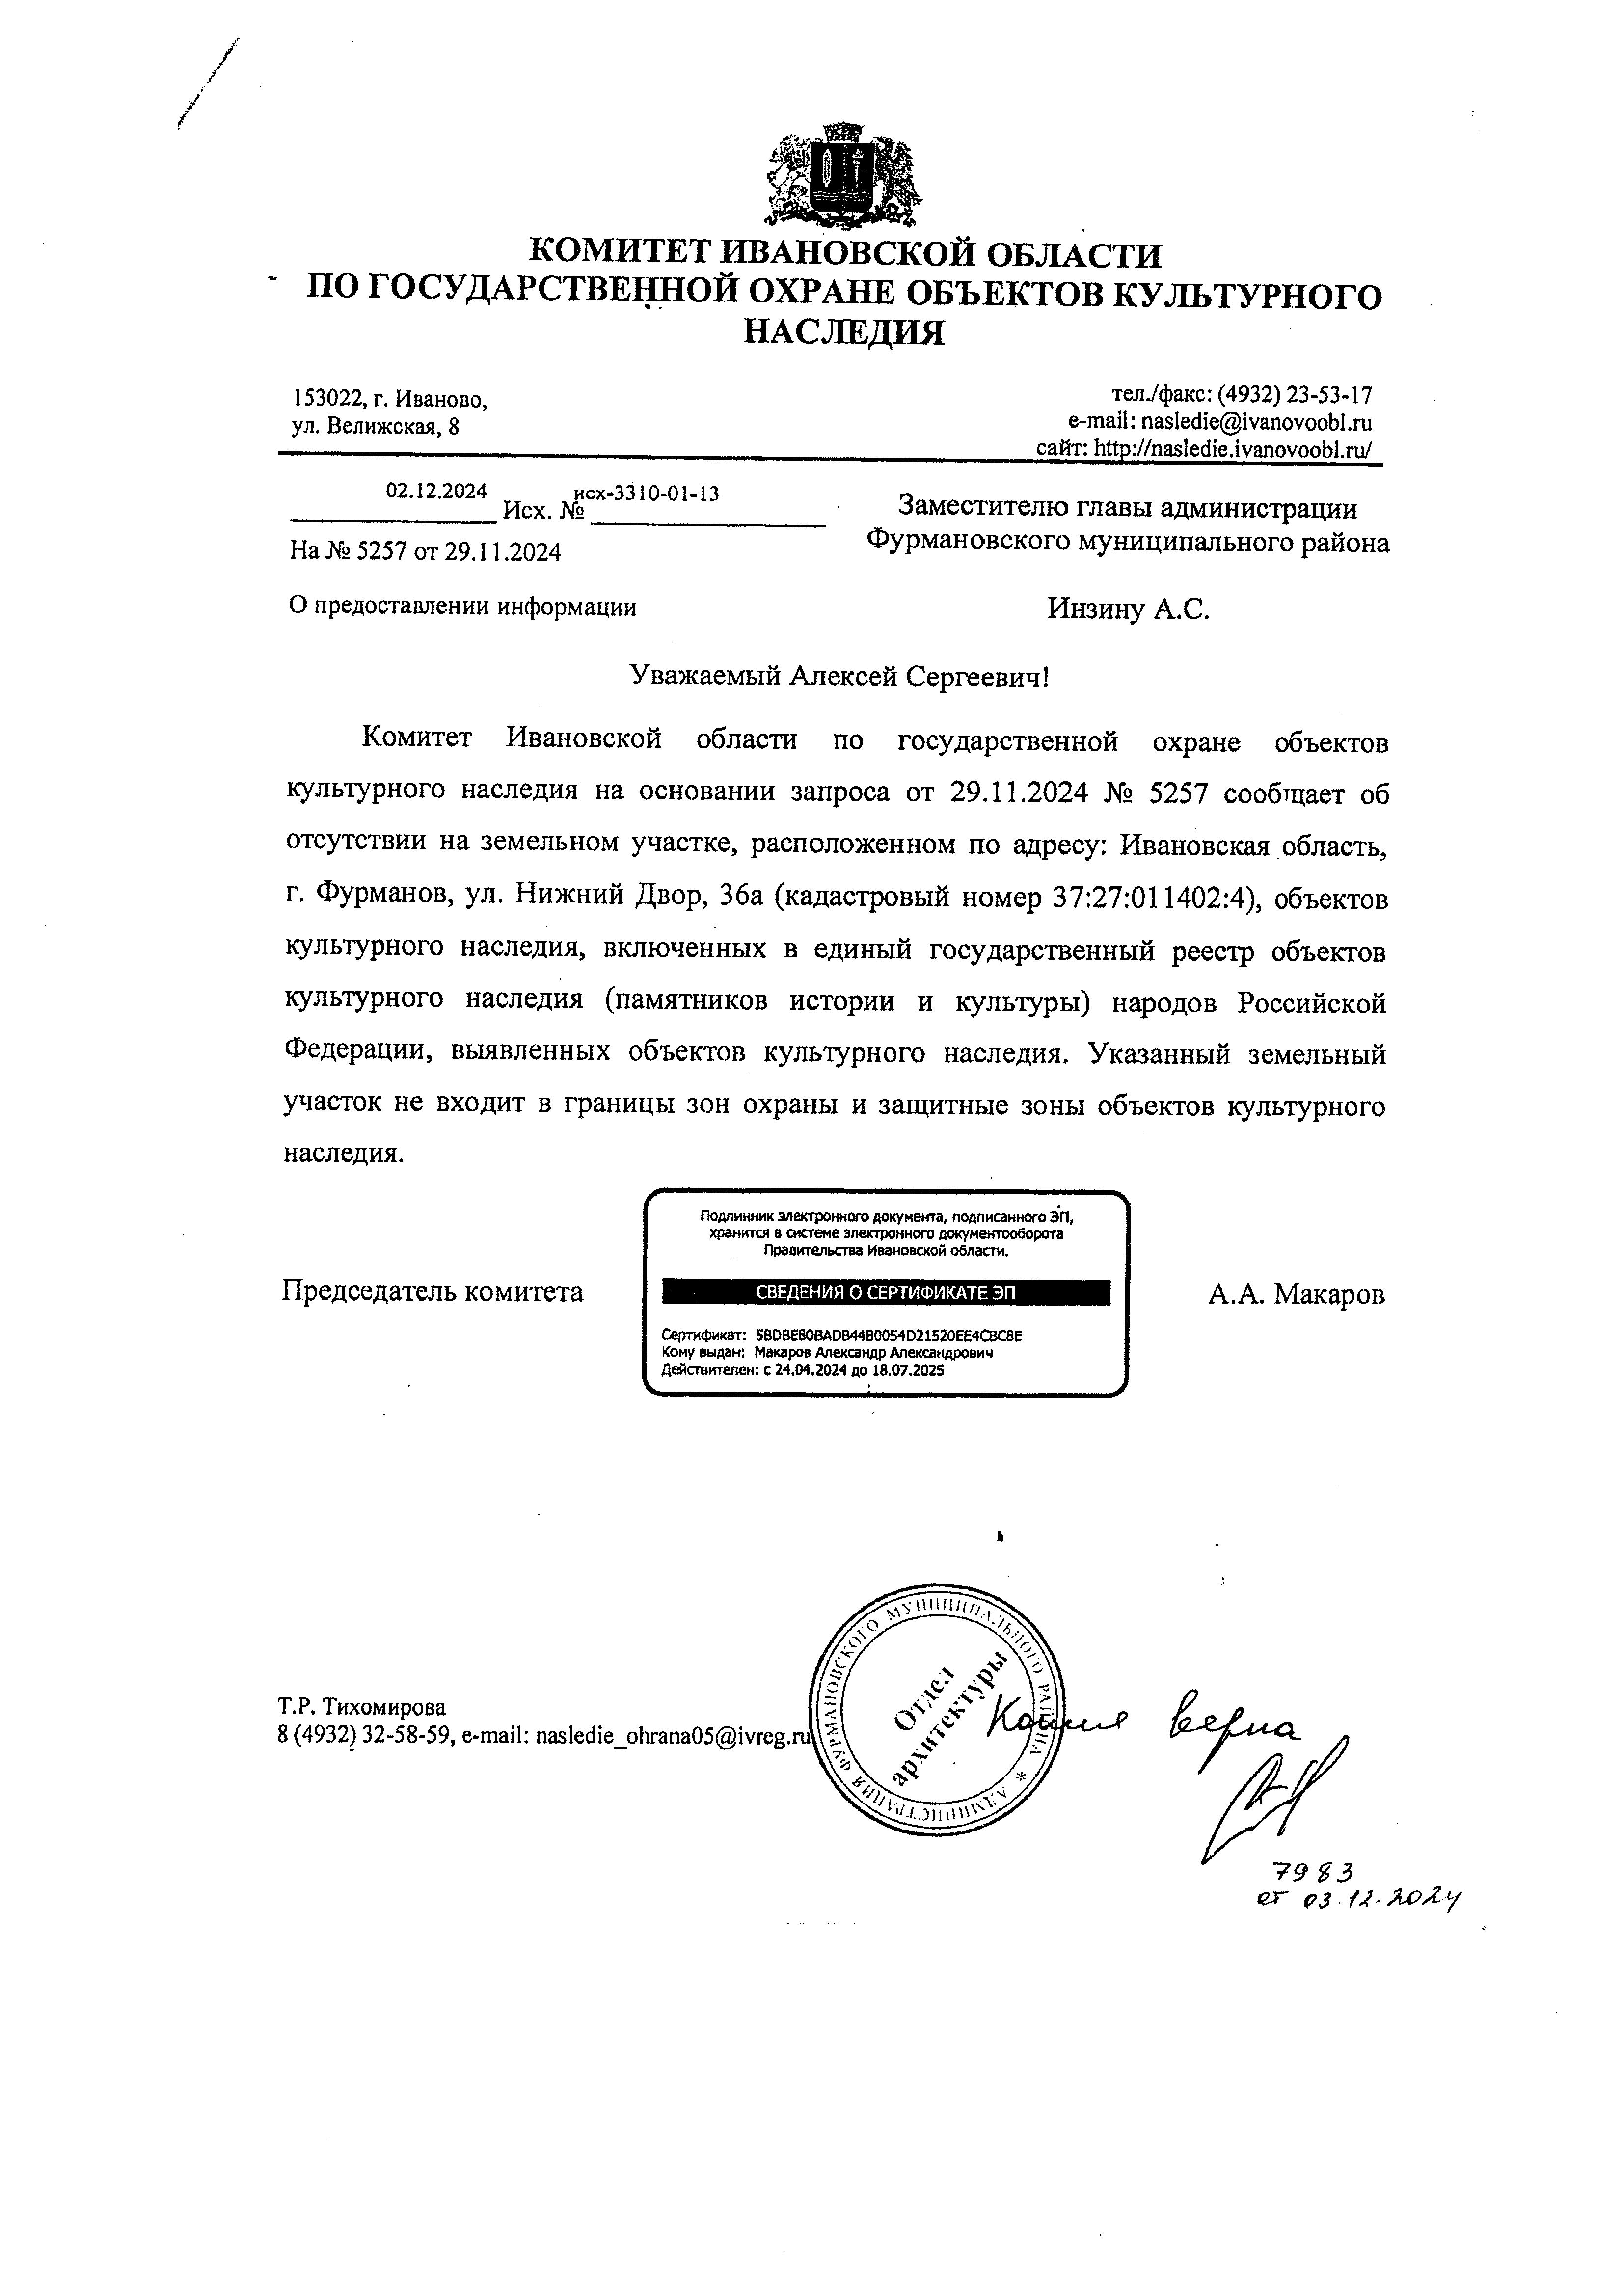 КОМИТЕТ ИВАНОВСКОЙ ОБЛАСТИ
ПО ГОСУДАРСТВЕННОЙ ОХРАНЕ ОБЪЕКТОВ КУЛЬТУРНОГО
НАСЛЕДИЯ
153022, г. Иваново,
ул. Велижская, 8
тел./факс: (4932) 23-53-17
e-mail: nasledie@ivanovoobl.ru
сайт: http://nasledie.ivanovoobl.ru/
02.12.2024 Исх. № исх-3310-01-13
На № 5257 от 29.11.2024
О предоставлении информации
Заместителю главы администрации
Фурмановского муниципального района
Инзину А.С.
Уважаемый Алексей Сергеевич!
Комитет Ивановской области по государственной охране объектов
культурного наследия на основании запроса от 29.11.2024 № 5257 сообщает об
отсутствии на земельном участке, расположенном по адресу: Ивановская область,
г. Фурманов, ул. Нижний Двор, 36а (кадастровый номер 37:27:011402:4), объектов
культурного наследия, включенных в единый государственный реестр объектов
культурного наследия (памятников истории и культуры) народов Российской
Федерации, выявленных объектов культурного наследия. Указанный земельный
участок не входит в границы зон охраны и защитные зоны объектов культурного
наследия.
Подлинник электронного документа, подписанного ЭП,
хранится в системе электронного документооборота
Правительства Ивановской области.
Председатель комитета
СВЕДЕНИЯ О СЕРТИФИКАТЕ ЭП
А.А. Макаров
Сертификат: 5BDBE80BADB44B0054D21520EE4CBC8E
Кому выдан: Макаров Александр Александрович
Действителен: с 24.04.2024 до 18.07.2025
Т.Р. Тихомирова
8 (4932) 32-58-59, e-mail: nasledie_ohrana05@ivreg.ru
АДМИНИСТРАЦИЯ ФУРМАНОВСКОГО МУНИЦИПАЛЬНОГО РАЙОНА *
Отдел
архитектуры
Копия верна
7983
от 03.12.2024